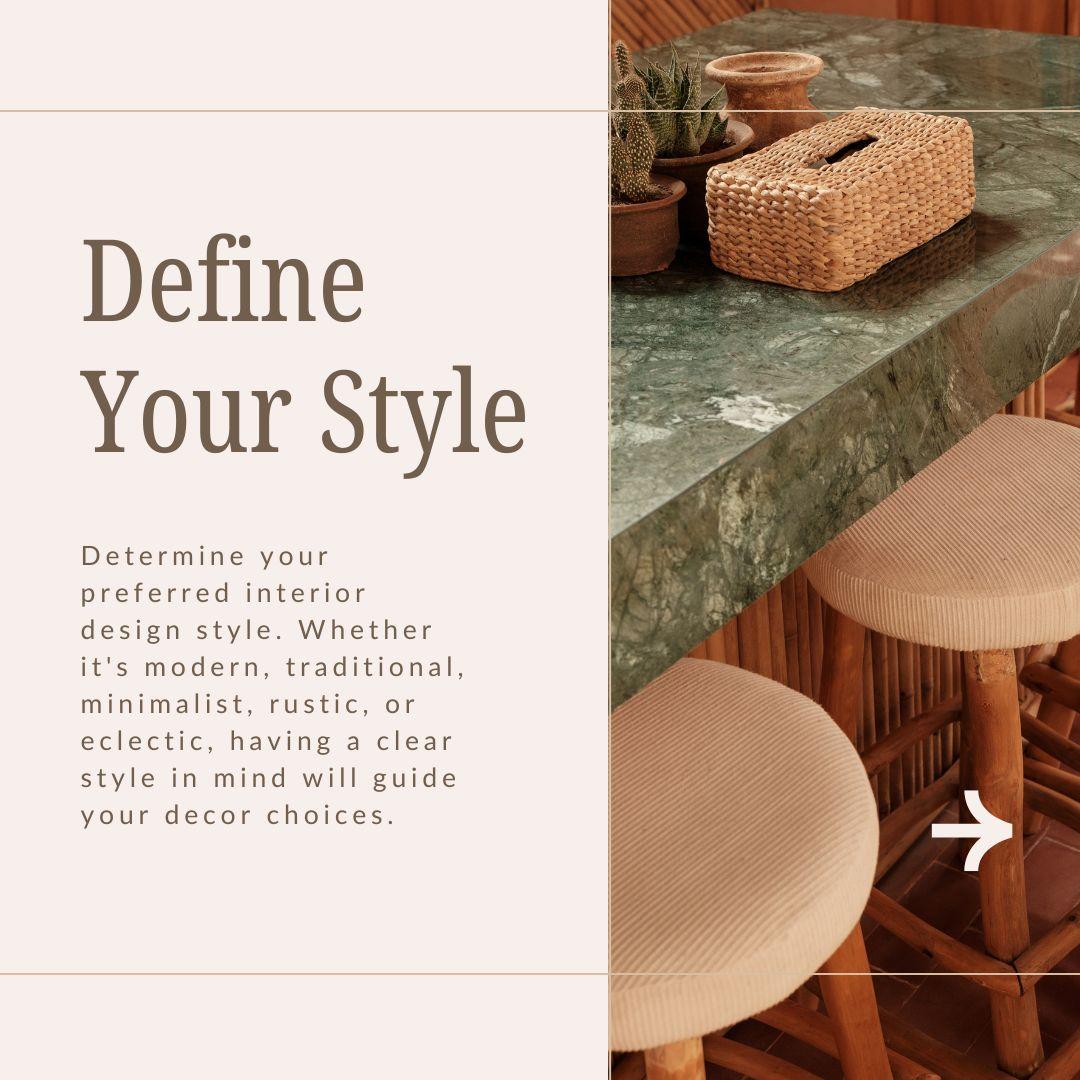 Define
Your Style
Determine your
preferred interior
design style. Whether
it's modern, traditional,
minimalist, rustic, or
eclectic, having a clear
style in mind will guide
your decor choices.